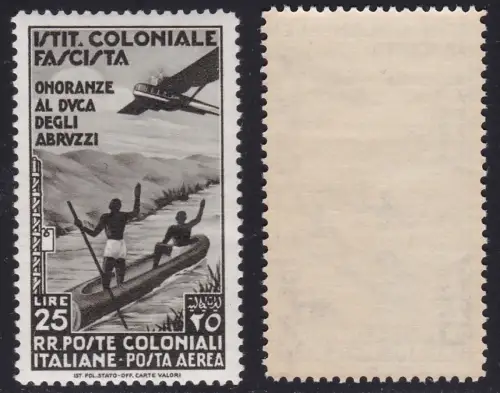 ISTIT. COLONIALE
FASCISTA
ONORANZE
AL DVCA
DEGLI
ABRVZZI
LIRE
25
٢٥
RR. POSTE COLONIALI
ITALIANE - POSTA AEREA
IST. POL. STATO - OFF. CARTE VALORI